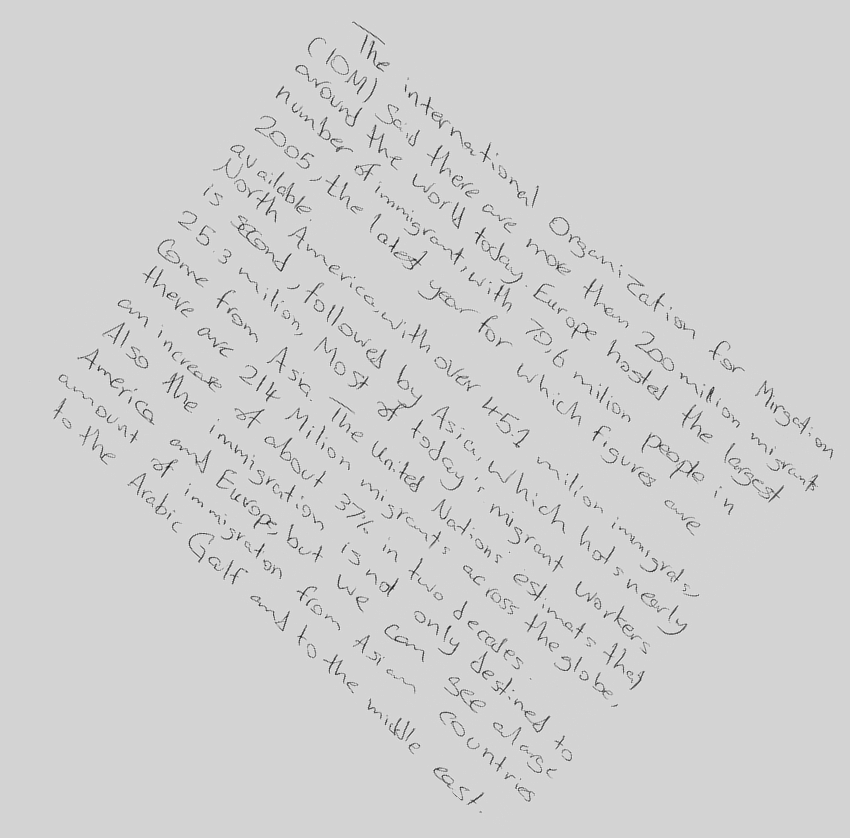 The international Organization for Mirgation
(IOM) said there are more than 200 million migrants
around the world today. Europe hosted the largest
number of immigrant, with 70,6 milion people in
2005, the latest year for which figures are
available.
North America, with over 45.1 milion immigrats
is second, followed by Asia, which hots nearly
25.3 milion, Most of today's migrant workers
Come from Asia. The United Nations estimats that
there are 214 Milion migrants across the globe,
an increase of about 37% in two decades.
Also the immigration is not only destined to
America and Europe, but we can see a large
amount of immigraton from Asian countries
to the Arabic Galf and to the middle east.